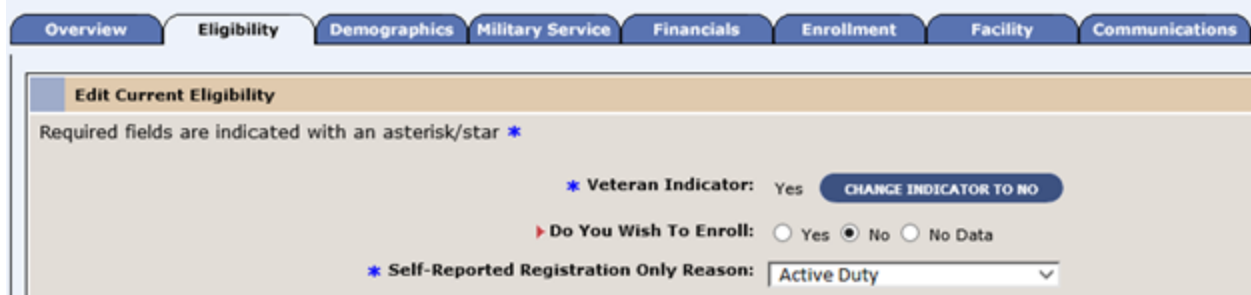 Overview Eligibility Demographics Military Service Financials Enrollment Facility Communications
Edit Current Eligibility
Required fields are indicated with an asterisk/star *
* Veteran Indicator: Yes CHANGE INDICATOR TO NO
Do You Wish To Enroll: Yes No No Data
* Self-Reported Registration Only Reason: Active Duty